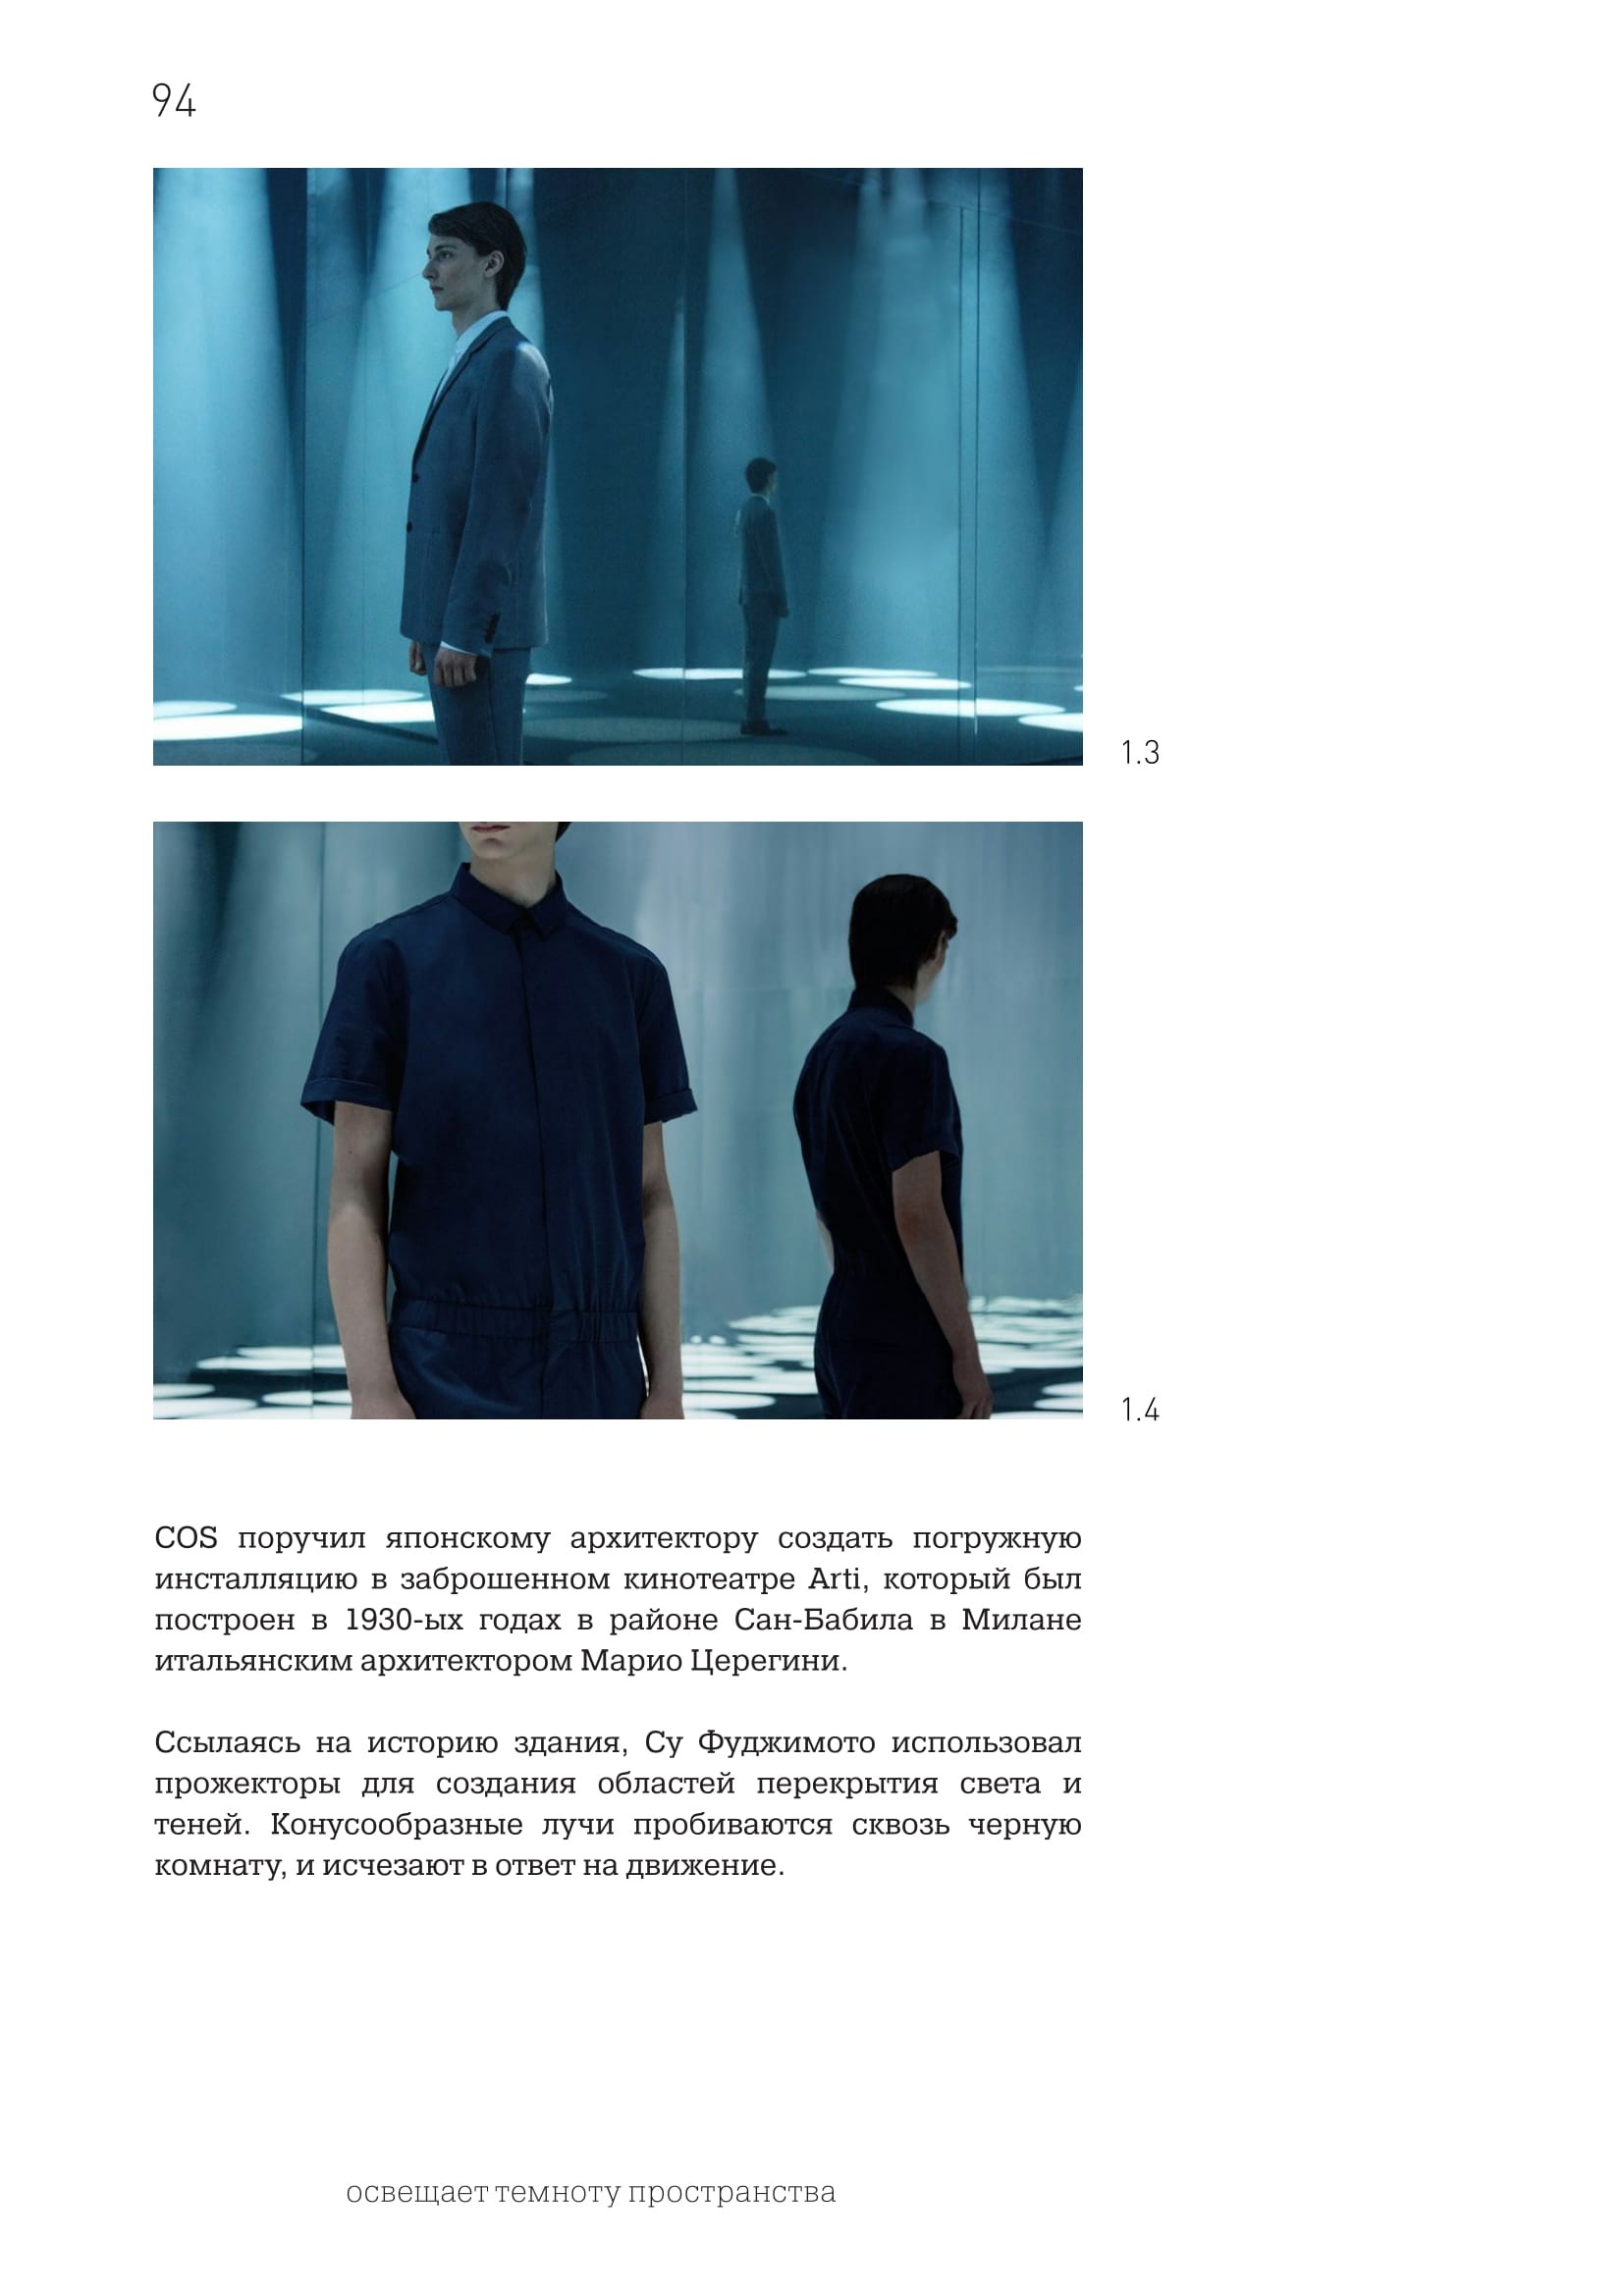 94
1.3
1.4
COS поручил японскому архитектору создать погружную
инсталляцию в заброшенном кинотеатре Arti, который был
построен в 1930-ых годах в районе Сан-Бабила в Милане
итальянским архитектором Марио Церегини.
Ссылаясь на историю здания, Су Фуджимото использовал
прожекторы для создания областей перекрытия света и
теней. Конусообразные лучи пробиваются сквозь черную
комнату, и исчезают в ответ на движение.
освещает темноту пространства